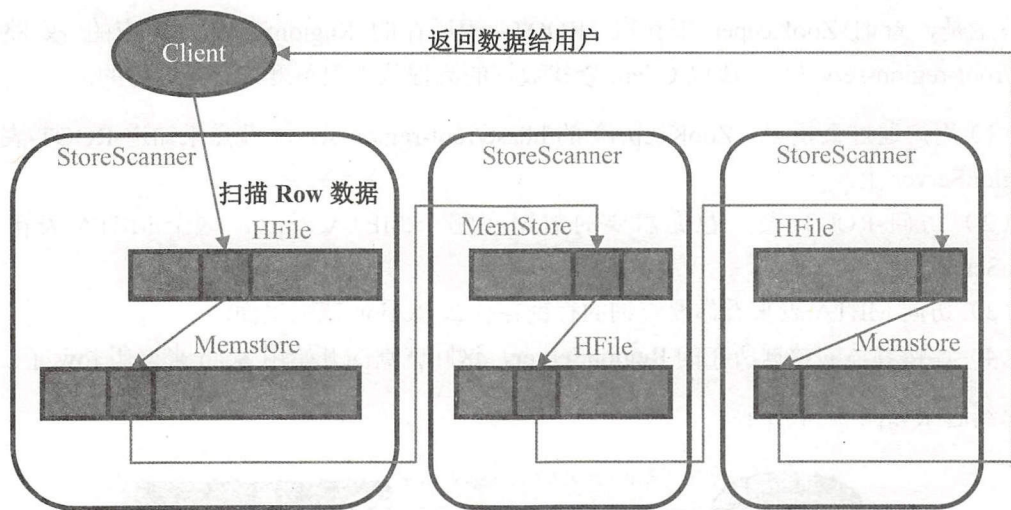 Client
返回数据给用户
StoreScanner
StoreScanner
StoreScanner
扫描 Row 数据
HFile
MemStore
HFile
Memstore
HFile
Memstore